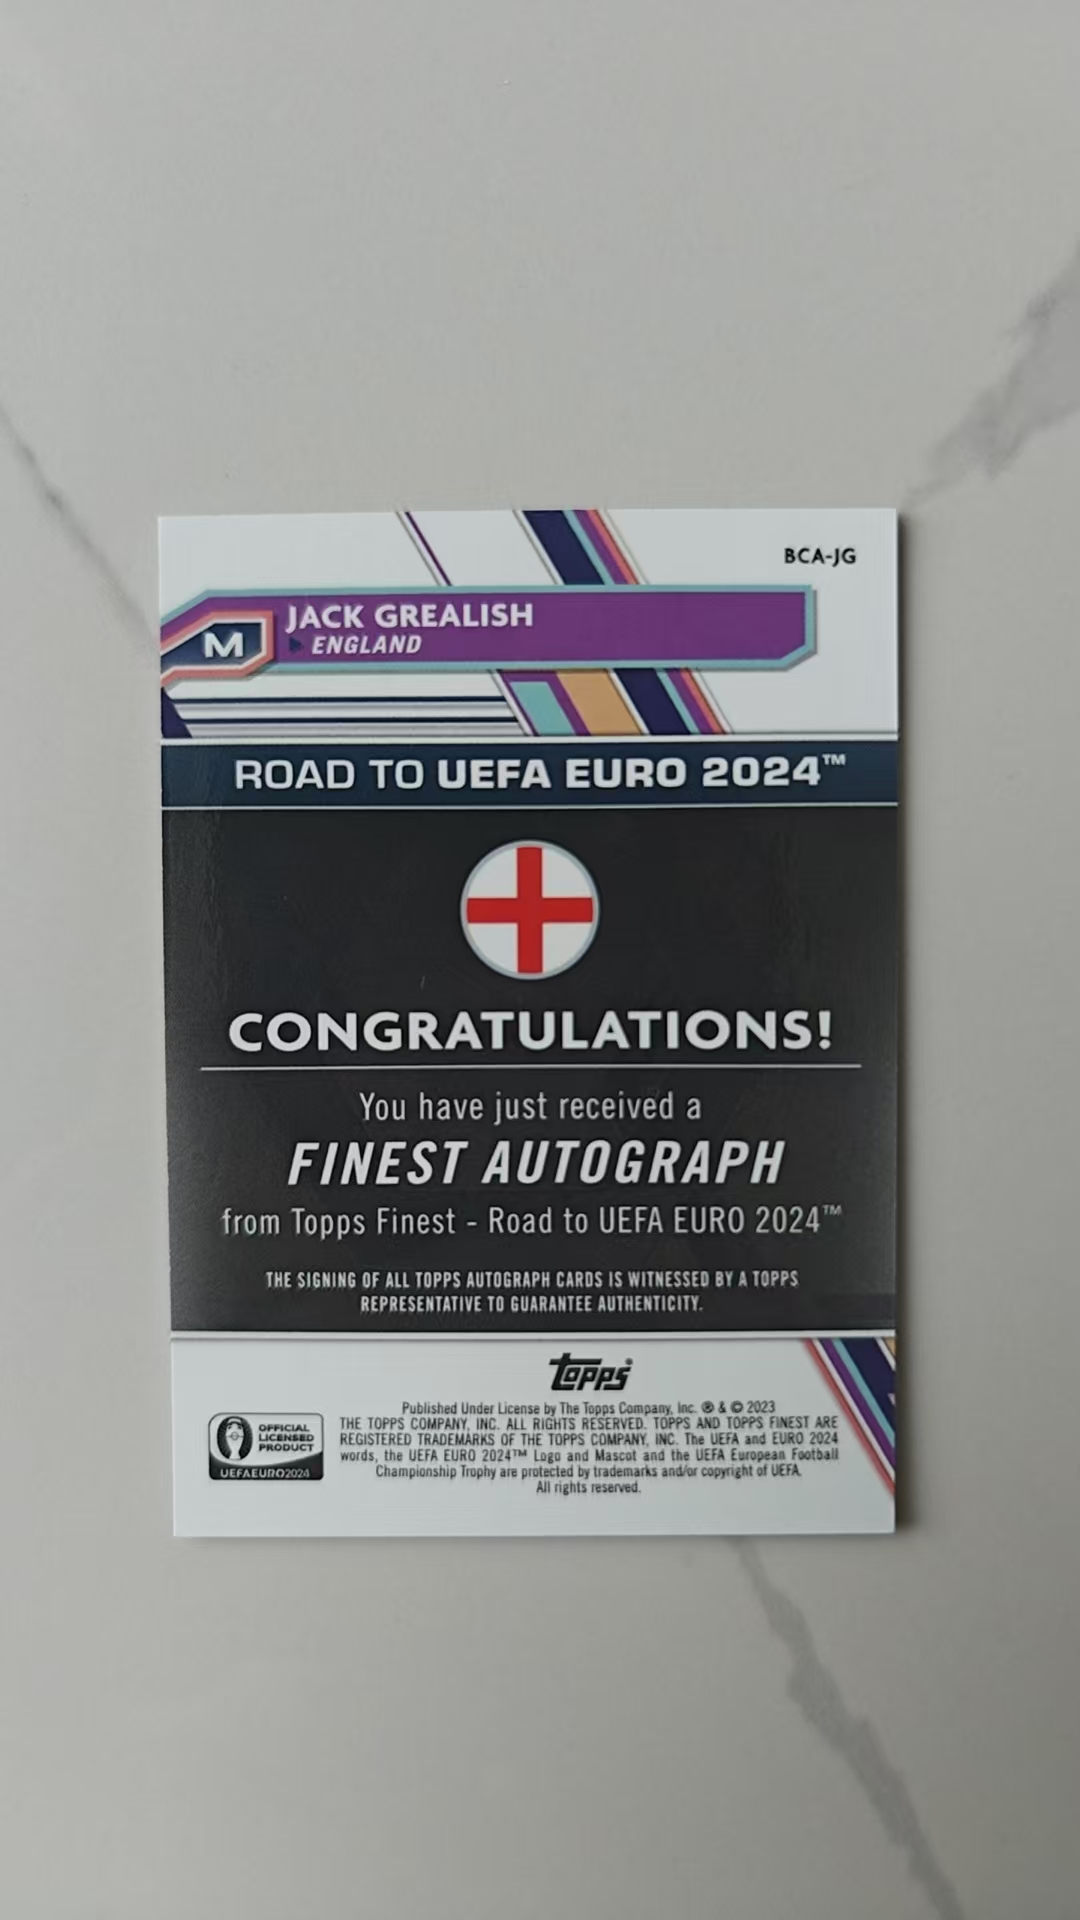 BCA-JG
JACK GREALISH
M
ENGLAND
ROAD TO UEFA EURO 2024™
CONGRATULATIONS!
You have just received a
FINEST AUTOGRAPH
from Topps Finest - Road to UEFA EURO 2024™
THE SIGNING OF ALL TOPPS AUTOGRAPH CARDS IS WITNESSED BY A TOPPS
REPRESENTATIVE TO GUARANTEE AUTHENTICITY.
topps®
Published Under License by The Topps Company, Inc. ® & © 2023
THE TOPPS COMPANY, INC. ALL RIGHTS RESERVED. TOPPS AND TOPPS FINEST ARE
REGISTERED TRADEMARKS OF THE TOPPS COMPANY, INC. The UEFA and EURO 2024
words, the UEFA EURO 2024™ Logo and Mascot and the UEFA European Football
Championship Trophy are protected by trademarks and/or copyright of UEFA.
All rights reserved.
OFFICIAL
LICENSED
PRODUCT
UEFAEURO2024